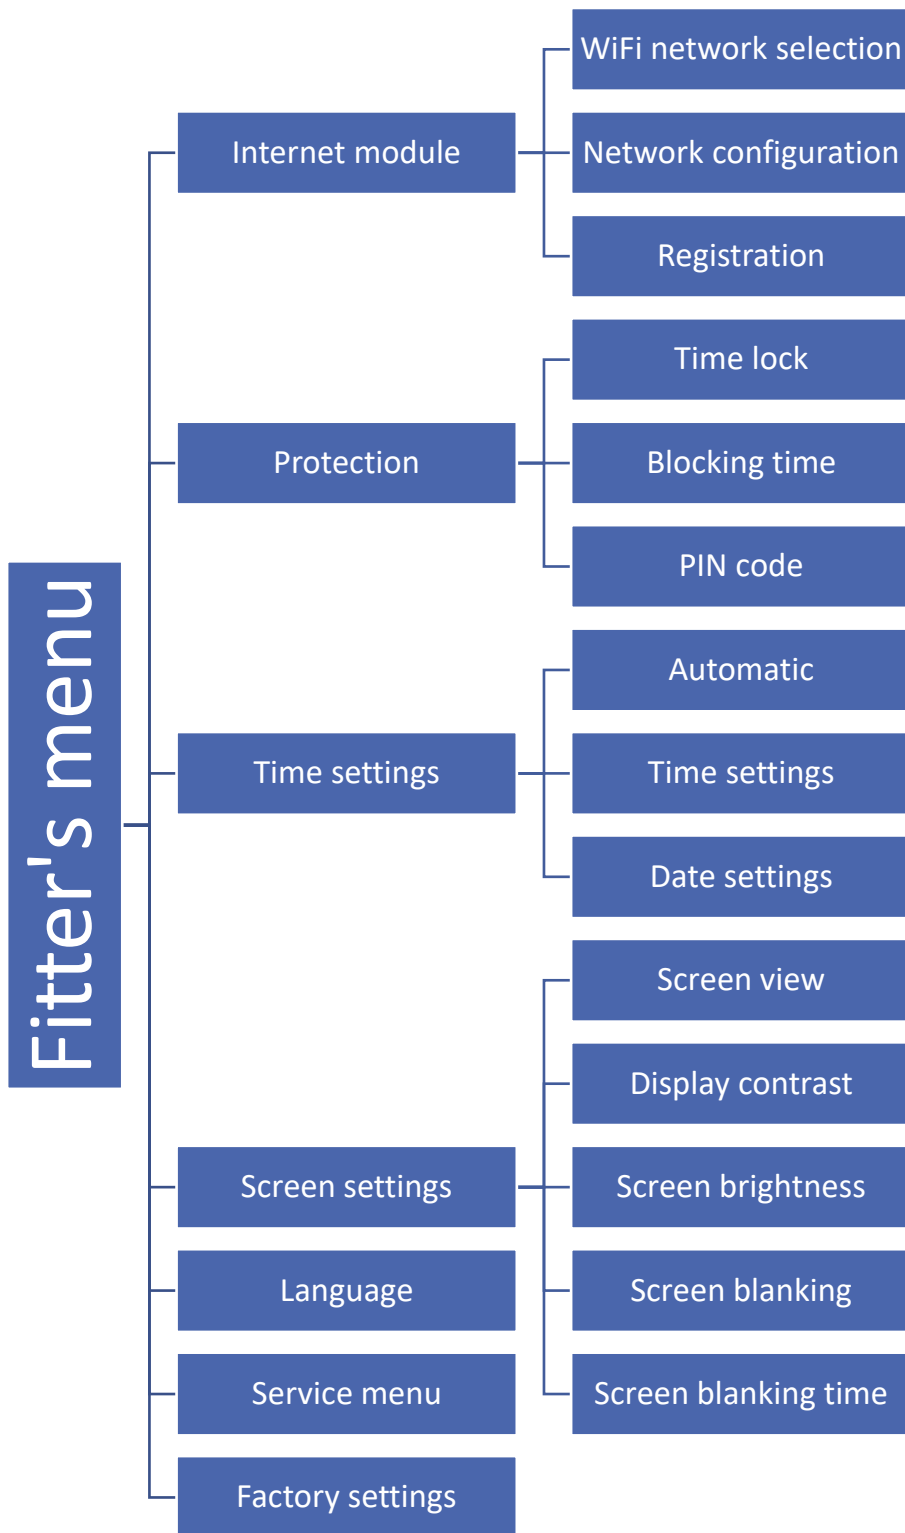 Fitter's menu
Internet module
WiFi network selection
Network configuration
Registration
Protection
Time lock
Blocking time
PIN code
Time settings
Automatic
Time settings
Date settings
Screen settings
Screen view
Display contrast
Screen brightness
Screen blanking
Screen blanking time
Language
Service menu
Factory settings